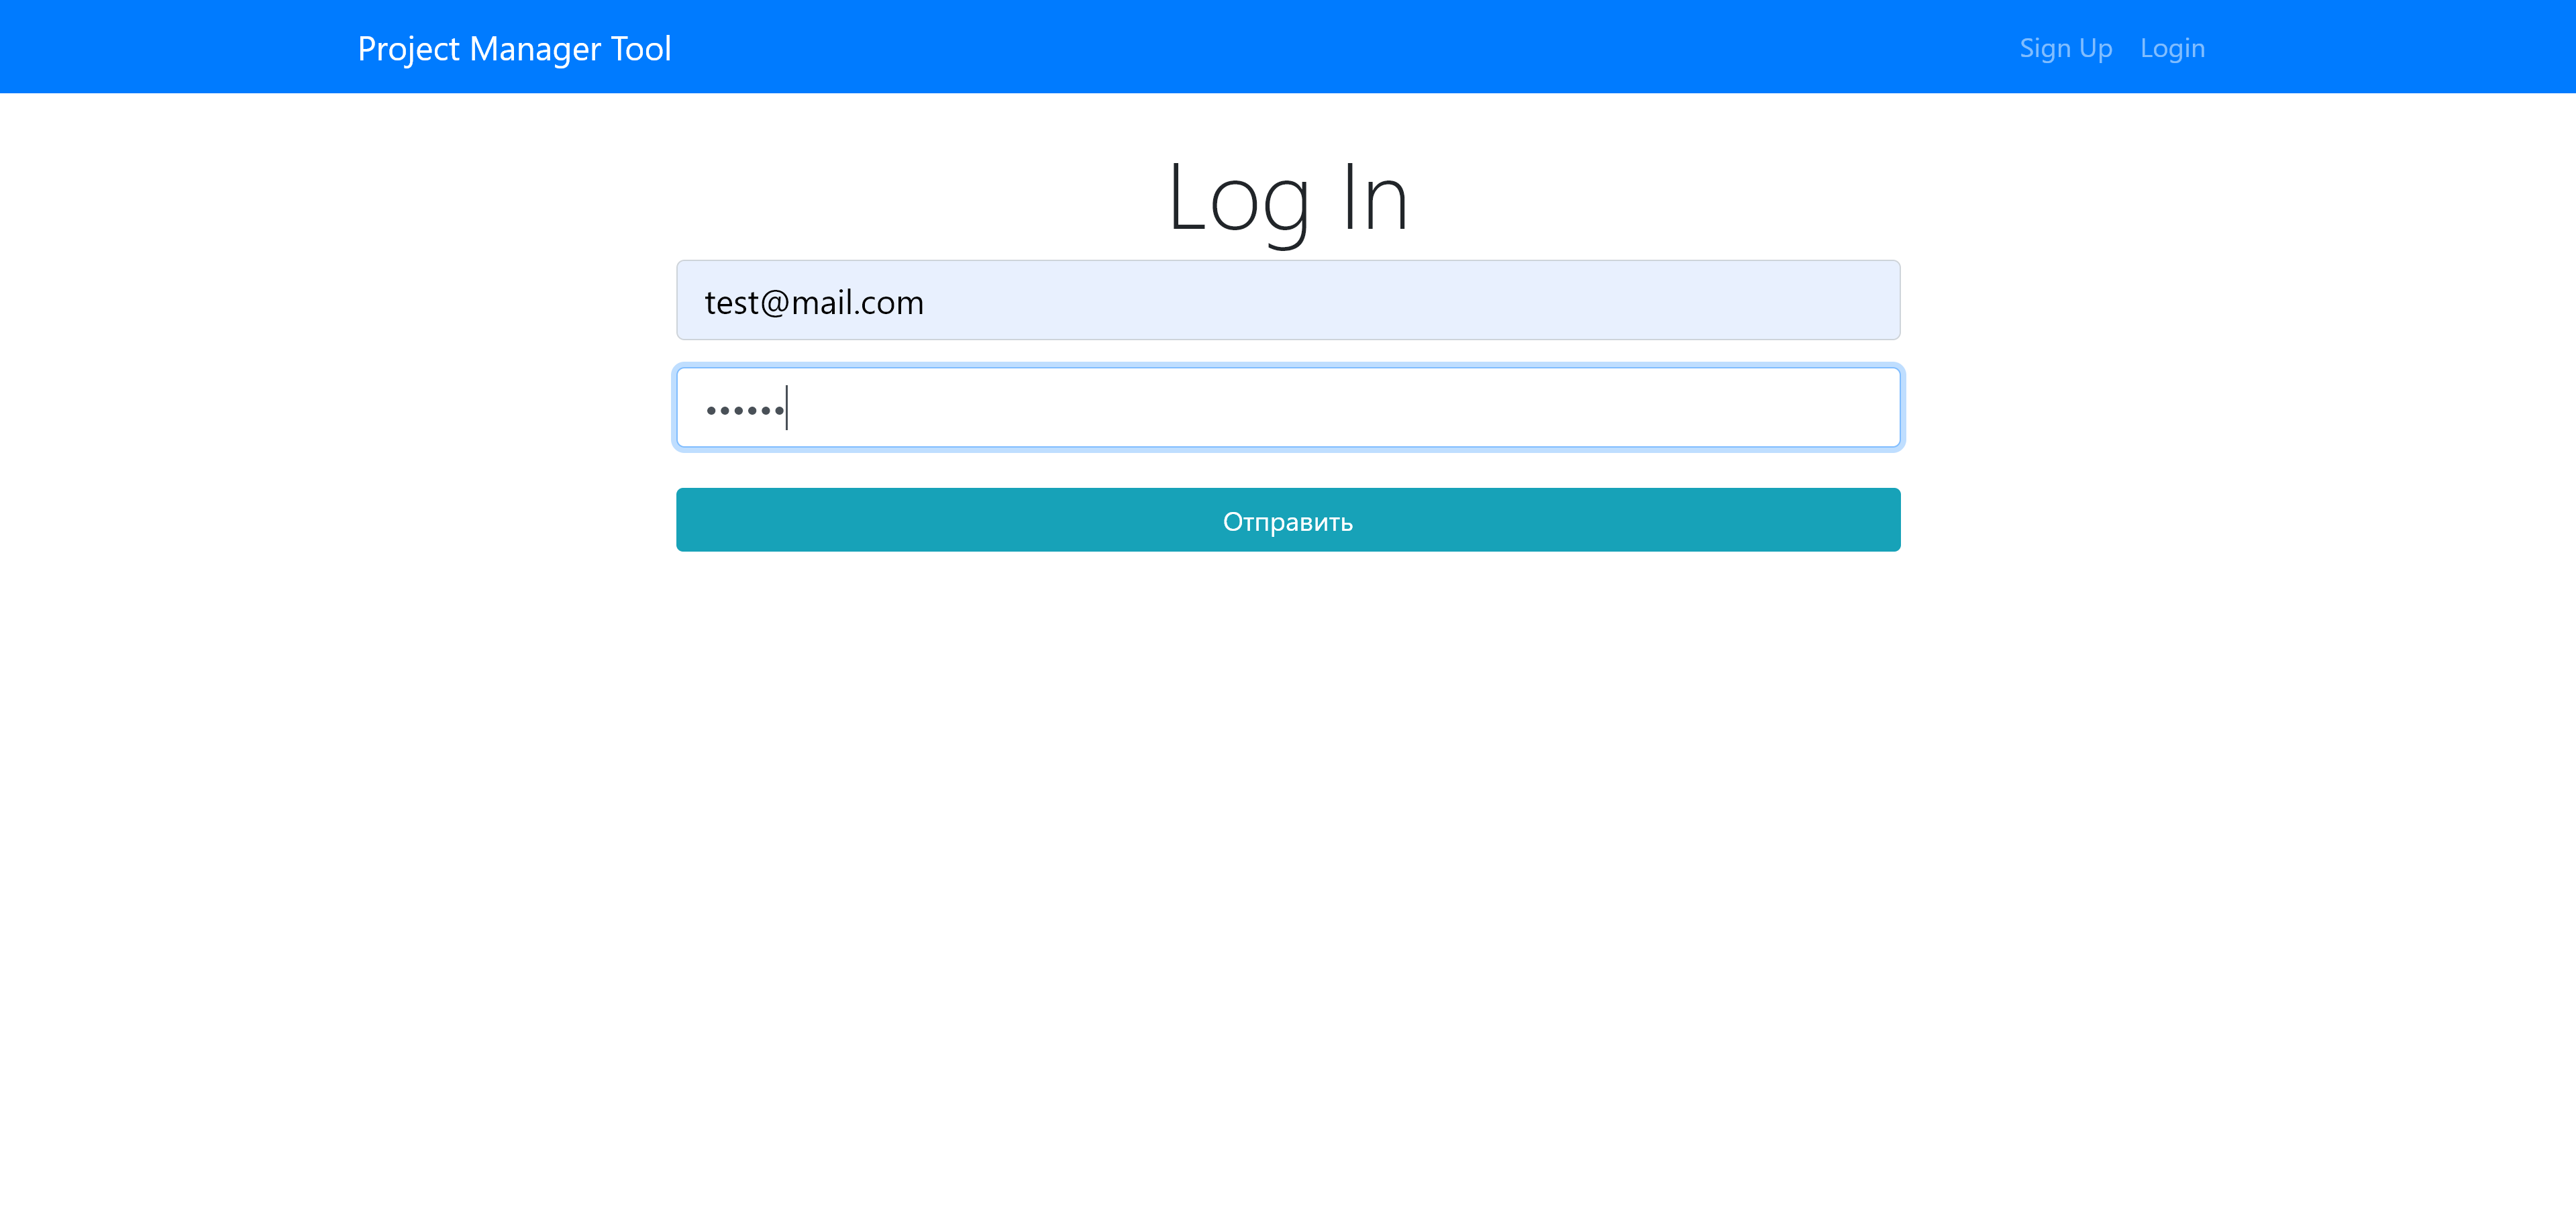 Project Manager Tool
Sign Up Login
Log In
test@mail.com
••••••
Отправить